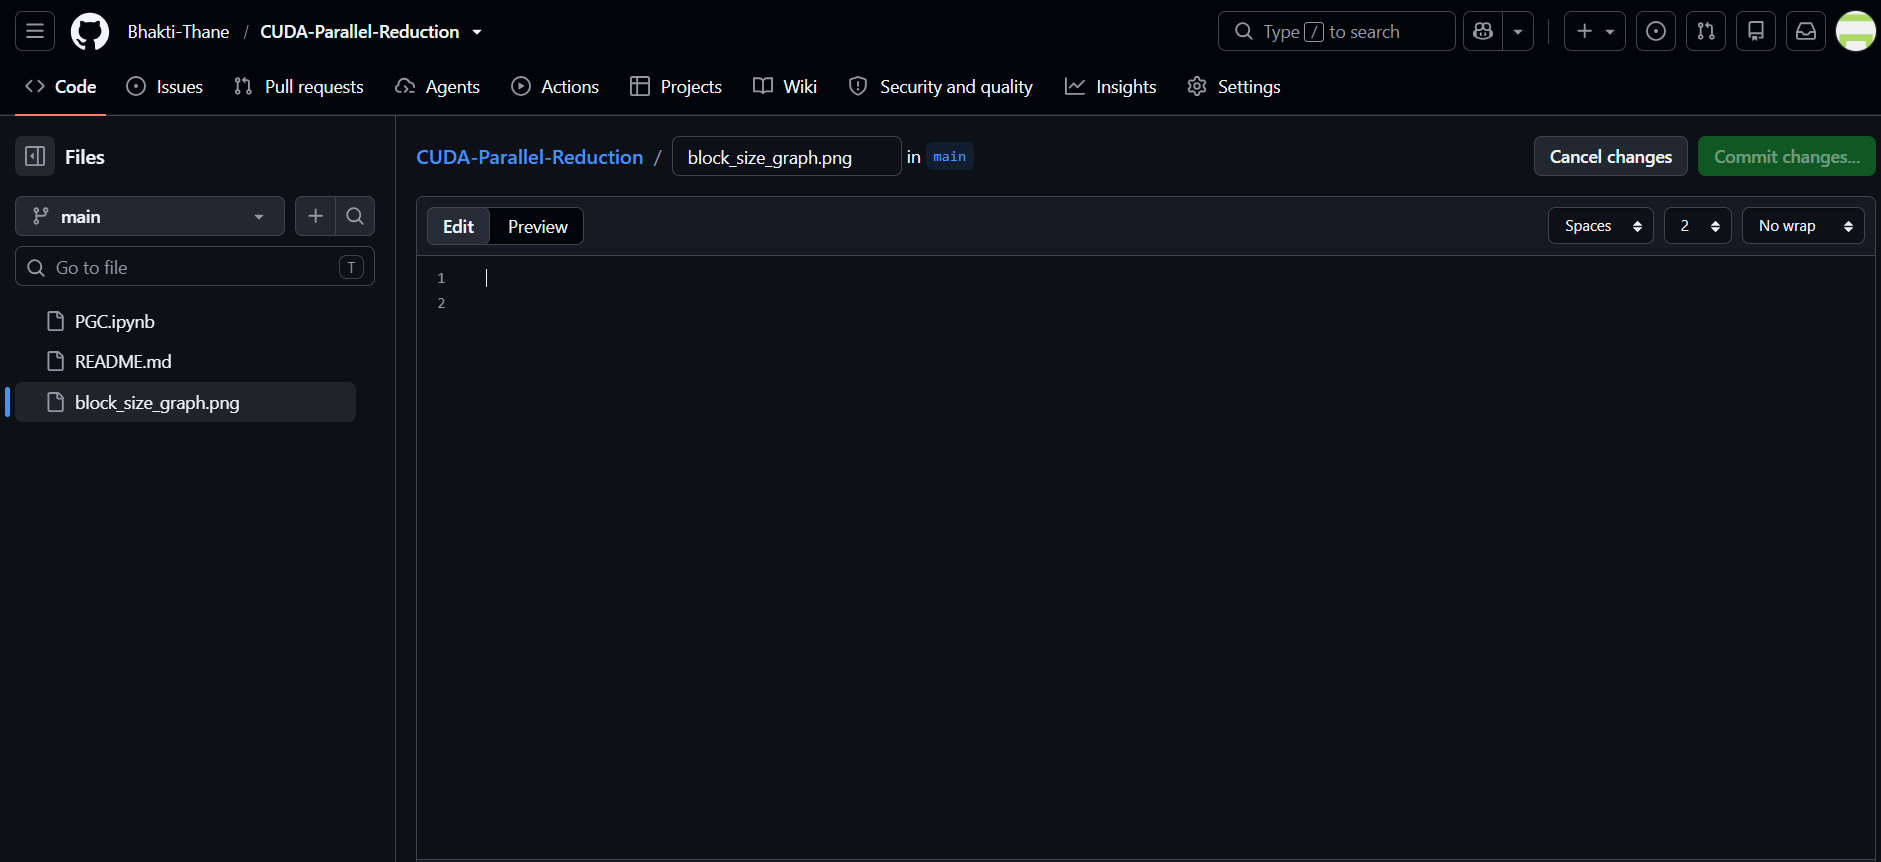 Bhakti-Thane / CUDA-Parallel-Reduction
Type / to search
Code
Issues
Pull requests
Agents
Actions
Projects
Wiki
Security and quality
Insights
Settings
Files
main
Go to file
T
PGC.ipynb
README.md
block_size_graph.png
CUDA-Parallel-Reduction / block_size_graph.png in main
Cancel changes
Commit changes...
Edit
Preview
Spaces
2
No wrap
1
2